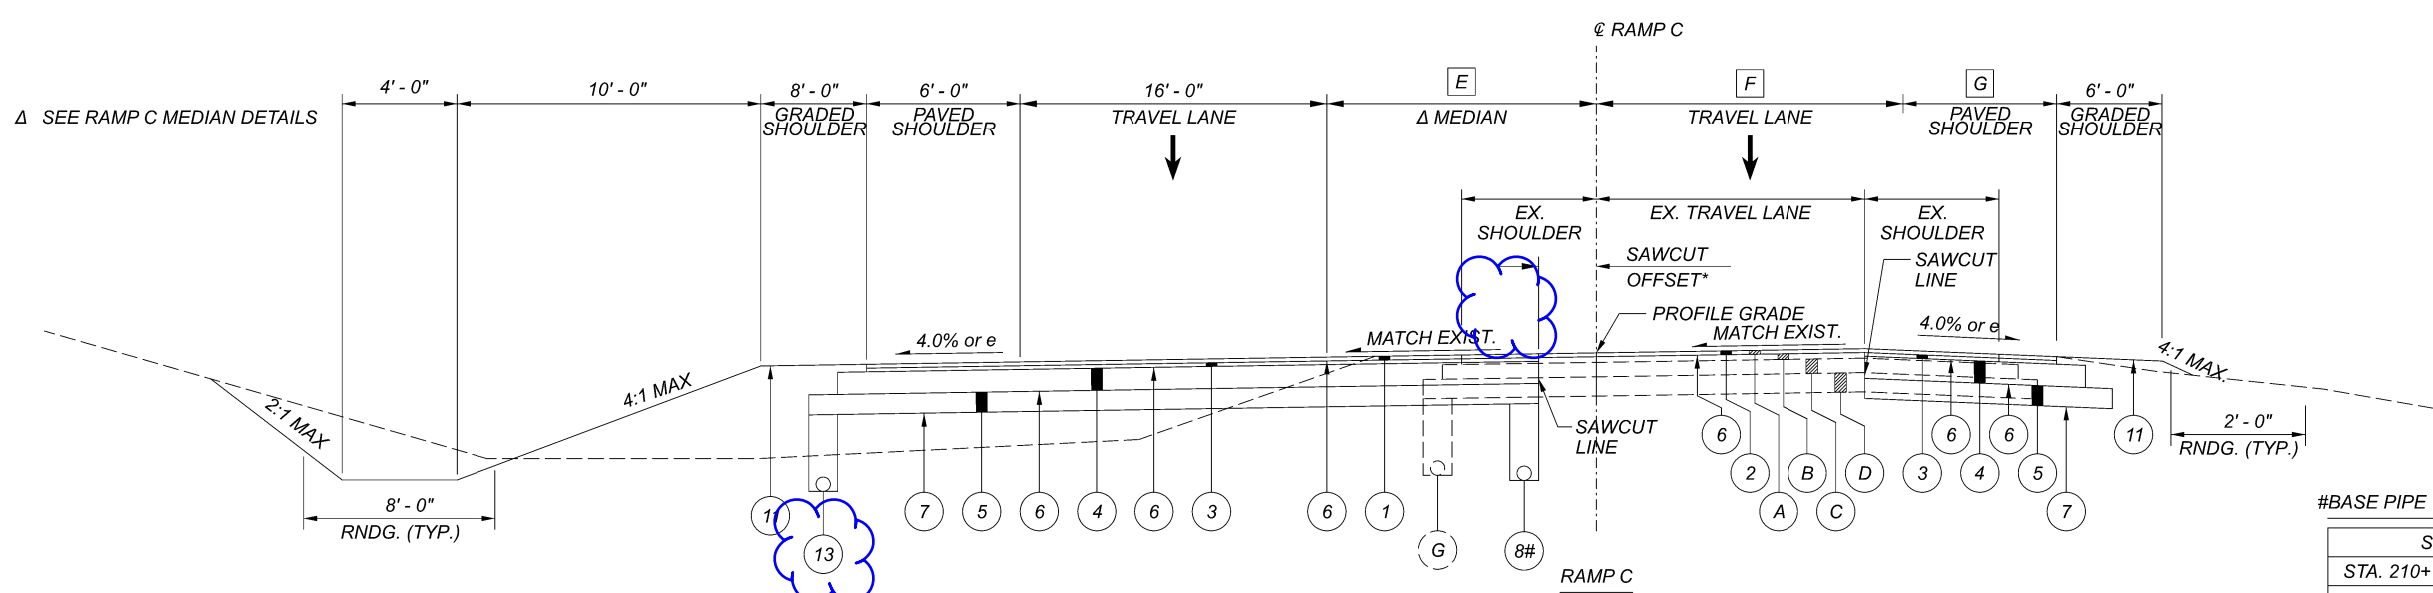 ℄ RAMP C
4' - 0"
10' - 0"
8' - 0"
6' - 0"
16' - 0"
E
F
G
6' - 0"
Δ SEE RAMP C MEDIAN DETAILS
GRADED
SHOULDER
PAVED
SHOULDER
TRAVEL LANE
Δ MEDIAN
TRAVEL LANE
PAVED
SHOULDER
GRADED
SHOULDER
EX.
SHOULDER
EX. TRAVEL LANE
EX.
SHOULDER
SAWCUT
OFFSET*
SAWCUT
LINE
PROFILE GRADE
4.0% or e
MATCH EXIST.
MATCH EXIST.
4.0% or e
4:1 MAX.
2:1 MAX
4:1 MAX
SAWCUT
LINE
2' - 0"
RNDG. (TYP.)
8' - 0"
RNDG. (TYP.)
6
2
B
D
3
6
4
6
5
11
11
7
5
6
4
6
3
6
1
A
C
7
13
G
8#
RAMP C
#BASE PIPE
S
STA. 210+